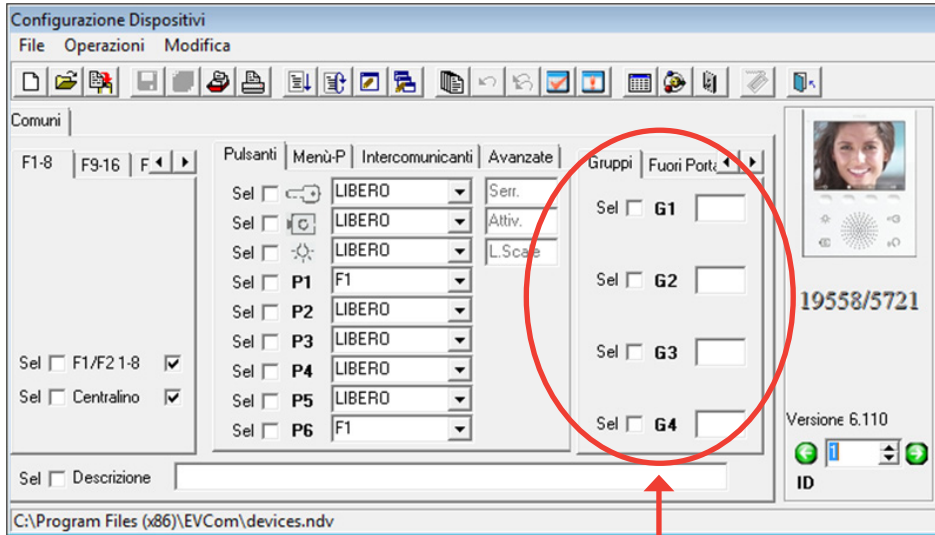 Configurazione Dispositivi
File Operazioni Modifica
Comuni
F1-8 F9-16 F
Sel F1/F2 1-8
Sel Centralino
Pulsanti Menù-P Intercomunicanti Avanzate
Sel LIBERO Serr.
Sel LIBERO Attiv.
Sel LIBERO L.Scale
Sel P1 F1
Sel P2 LIBERO
Sel P3 LIBERO
Sel P4 LIBERO
Sel P5 LIBERO
Sel P6 F1
Gruppi Fuori Porta
Sel G1
Sel G2
Sel G3
Sel G4
19558/5721
Versione 6.110
1
ID
Sel Descrizione
C:\Program Files (x86)\EVCom\devices.ndv